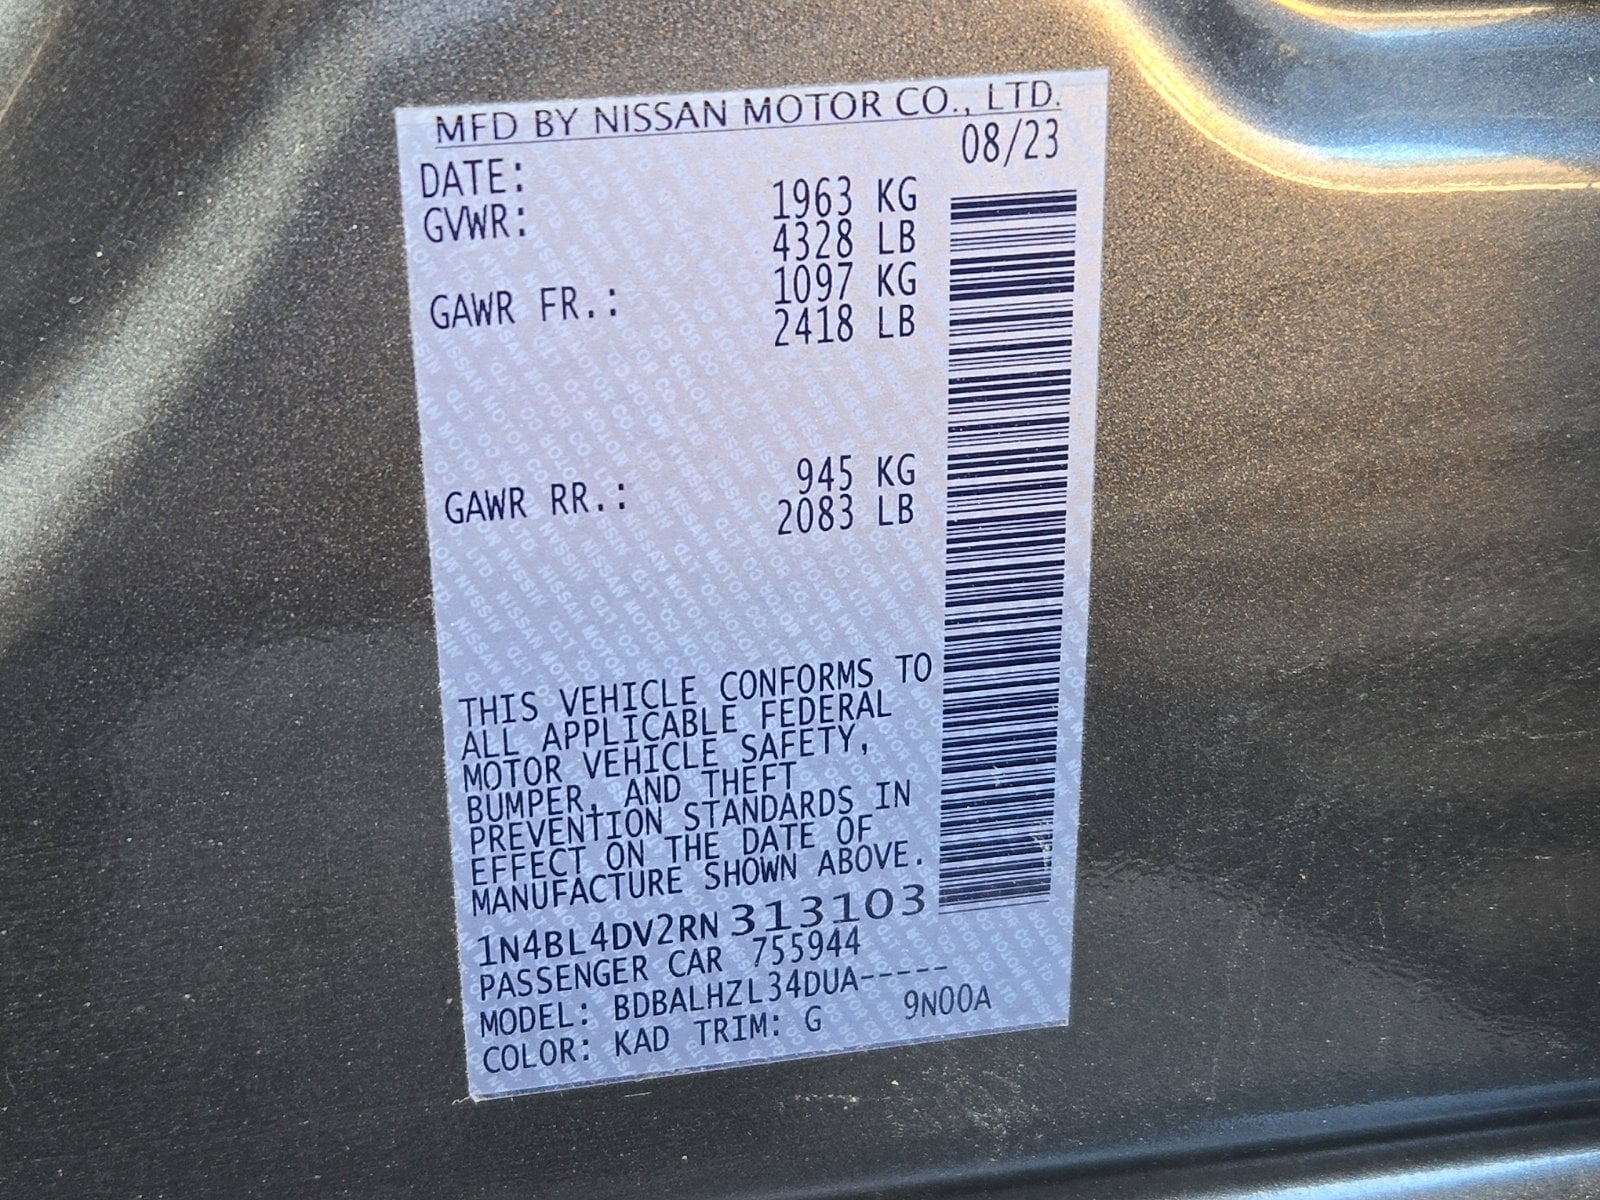 MFD BY NISSAN MOTOR CO., LTD.
DATE: 08/23
GVWR: 1963 KG
4328 LB
GAWR FR.: 1097 KG
2418 LB
GAWR RR.: 945 KG
2083 LB
THIS VEHICLE CONFORMS TO
ALL APPLICABLE FEDERAL
MOTOR VEHICLE SAFETY,
BUMPER, AND THEFT
PREVENTION STANDARDS IN
EFFECT ON THE DATE OF
MANUFACTURE SHOWN ABOVE.
1N4BL4DV2RN313103
PASSENGER CAR 755944
MODEL: BDBALHZL34DUA-----
COLOR: KAD TRIM: G 9N00A